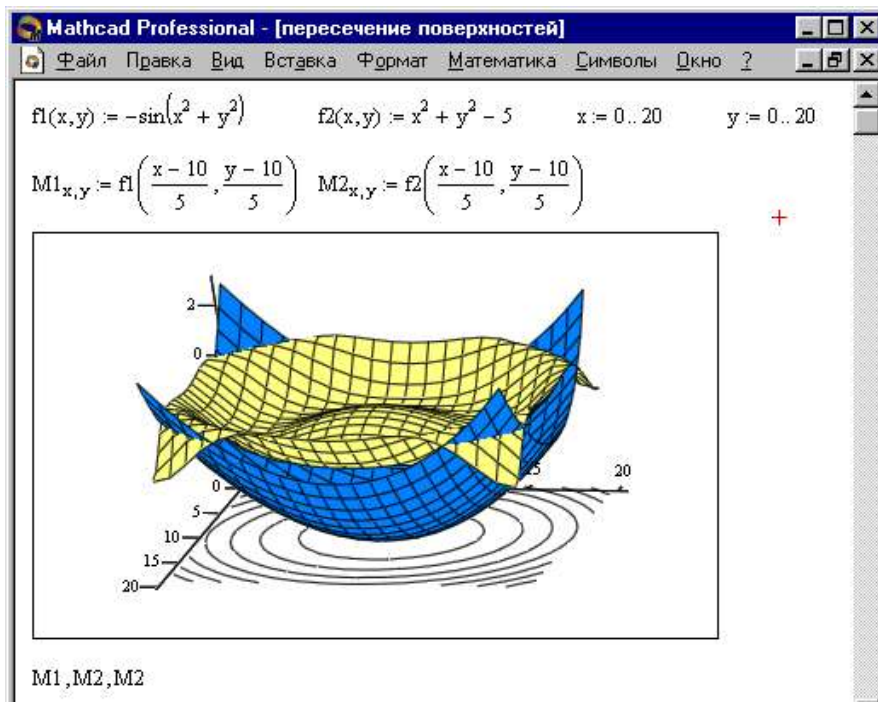 Mathcad Professional - [пересечение поверхностей]
Файл Правка Вид Вставка Формат Математика Символы Окно ?
f1(x,y) := -sin(x² + y²) f2(x,y) := x² + y² - 5 x := 0.. 20 y := 0.. 20
M1x,y := f1((x - 10)/5, (y - 10)/5) M2x,y := f2((x - 10)/5, (y - 10)/5)
2
0
20
0
5
10
15
20
M1,M2,M2